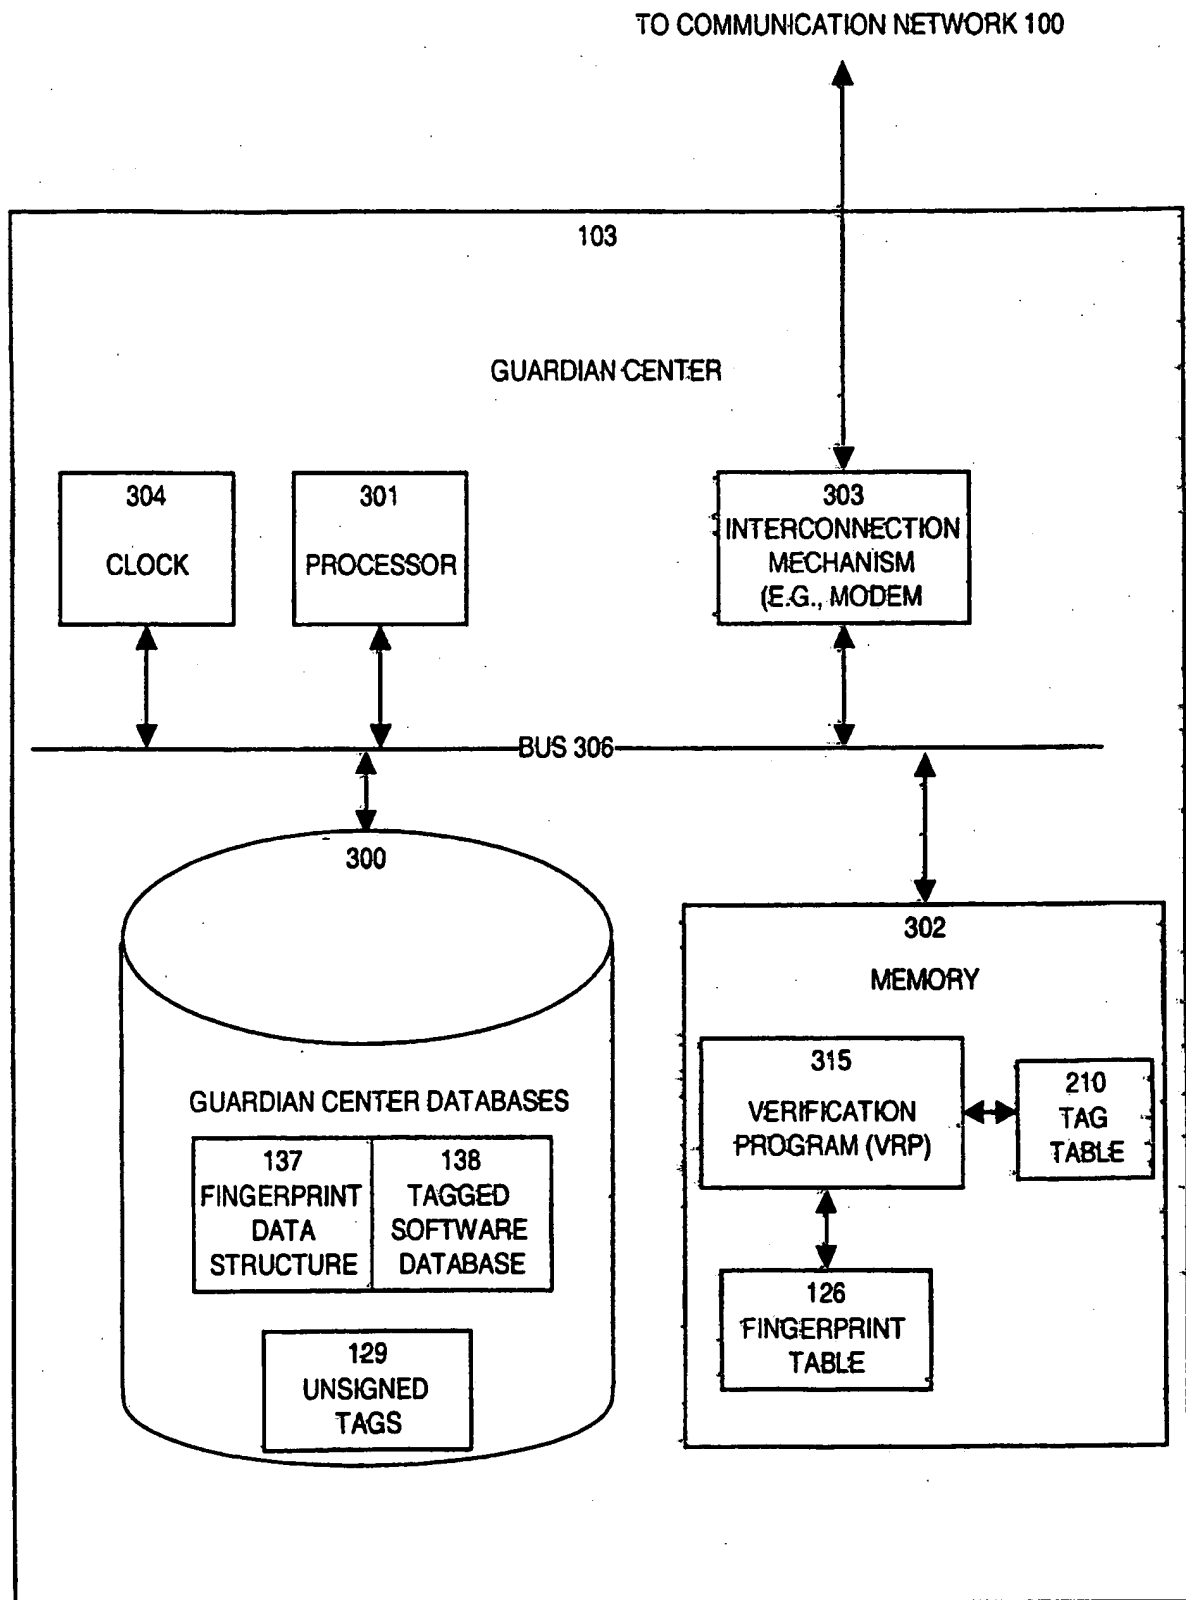 TO COMMUNICATION NETWORK 100
103
GUARDIAN CENTER
304
CLOCK
301
PROCESSOR
303
INTERCONNECTION
MECHANISM
(E.G., MODEM
BUS 306
300
GUARDIAN CENTER DATABASES
137
FINGERPRINT
DATA
STRUCTURE
138
TAGGED
SOFTWARE
DATABASE
129
UNSIGNED
TAGS
302
MEMORY
315
VERIFICATION
PROGRAM (VRP)
210
TAG
TABLE
126
FINGERPRINT
TABLE